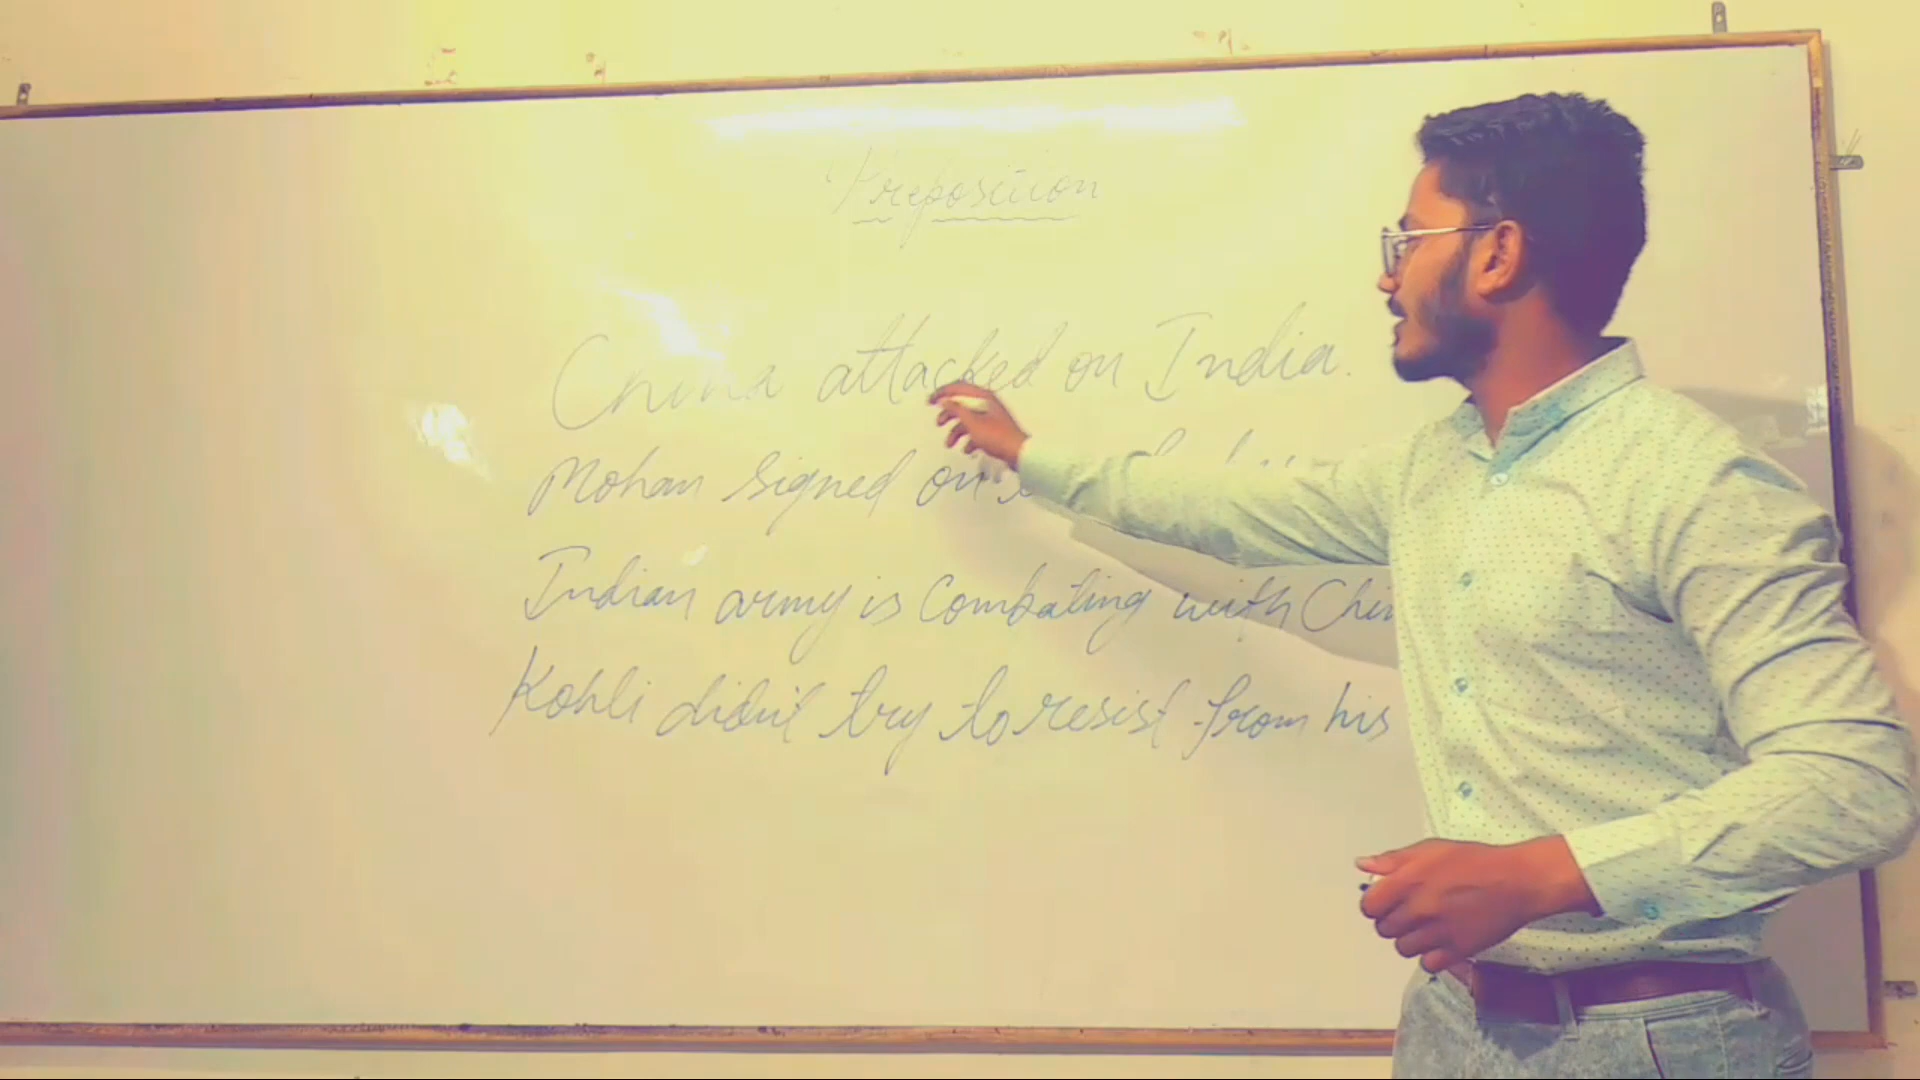 Preposition
China attacked on India.
Mohan signed on
Indian army is Combating with
Kohli didn't try to resist from his